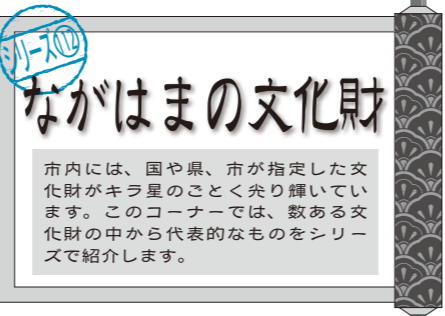 シリーズ⑫
ながはまの文化財
市内には、国や県、市が指定した文
化財がキラ星のごとく光り輝いてい
ます。このコーナーでは、数ある文
化財の中から代表的なものをシリー
ズで紹介します。